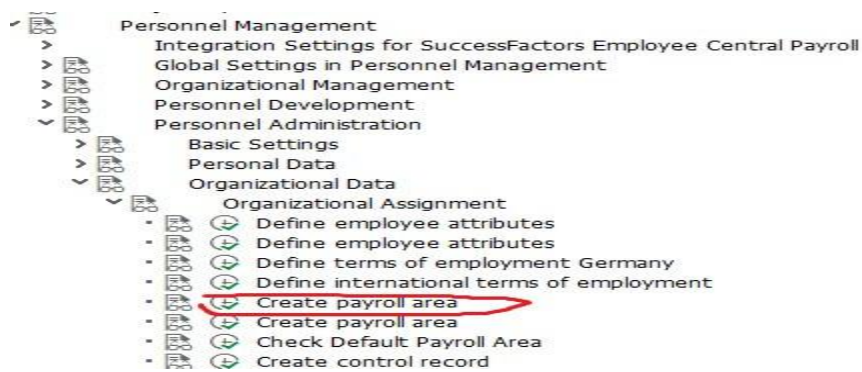 Personnel Management
Integration Settings for SuccessFactors Employee Central Payroll
Global Settings in Personnel Management
Organizational Management
Personnel Development
Personnel Administration
Basic Settings
Personal Data
Organizational Data
Organizational Assignment
Define employee attributes
Define employee attributes
Define terms of employment Germany
Define international terms of employment
Create payroll area
Create payroll area
Check Default Payroll Area
Create control record